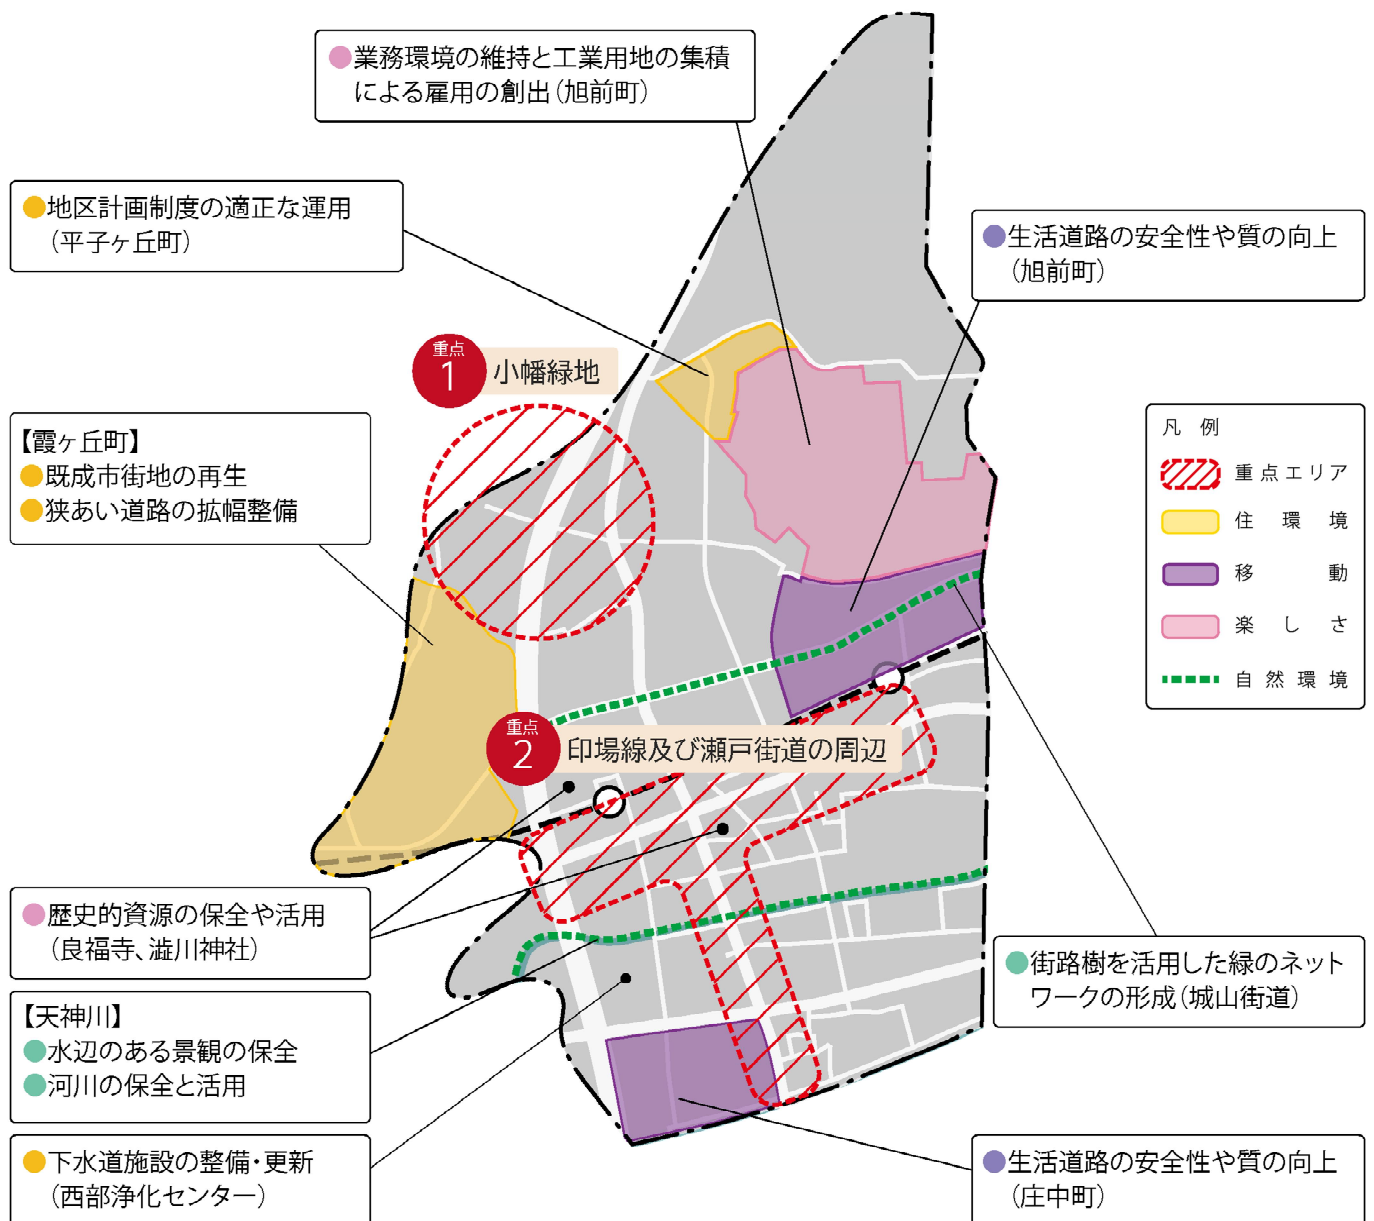 ●業務環境の維持と工業用地の集積
による雇用の創出(旭前町)
●地区計画制度の適正な運用
(平子ヶ丘町)
●生活道路の安全性や質の向上
(旭前町)
重点
1
小幡緑地
【霞ヶ丘町】
●既成市街地の再生
●狭あい道路の拡幅整備
凡例
重点エリア
住環境
移動
楽しさ
自然環境
重点
2
印場線及び瀬戸街道の周辺
●歴史的資源の保全や活用
(良福寺、澁川神社)
●街路樹を活用した緑のネット
ワークの形成(城山街道)
【天神川】
●水辺のある景観の保全
●河川の保全と活用
●下水道施設の整備・更新
(西部浄化センター)
●生活道路の安全性や質の向上
(庄中町)